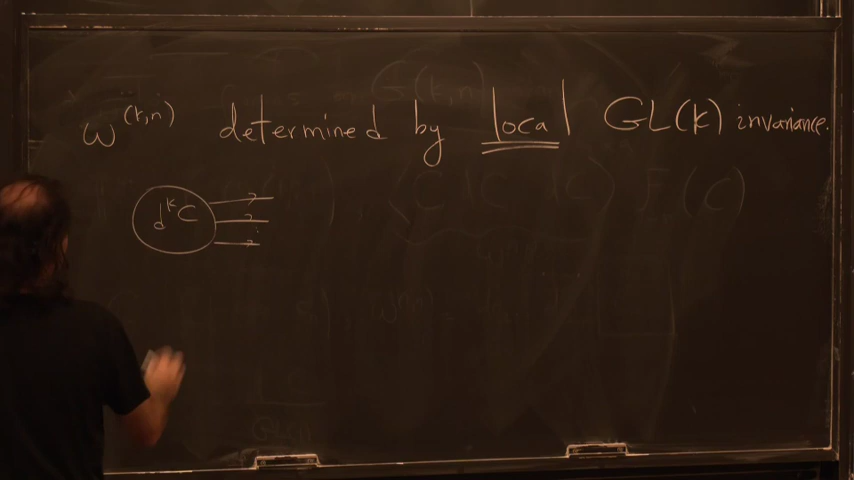 ω^(k,n) determined by local GL(k) invariance.
d^k C